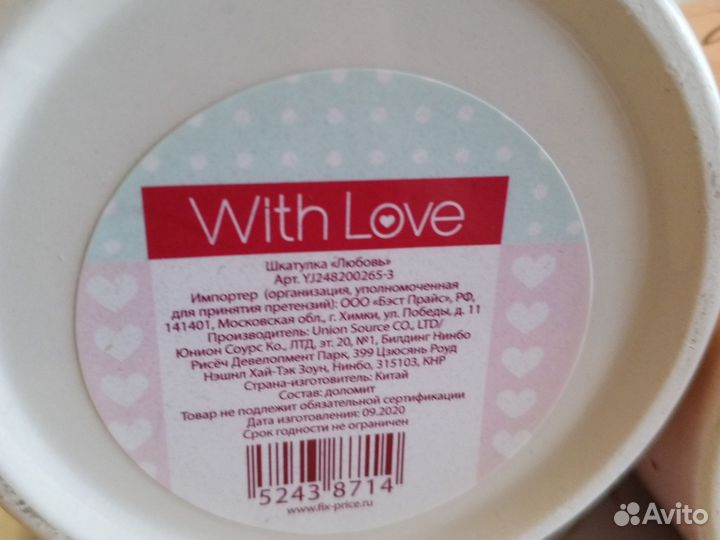 With Love
Шкатулка «Любовь»
Арт. YJ248200265-3
Импортер (организация, уполномоченная
для принятия претензий): ООО «Бэст Прайс», РФ,
141401, Московская обл., г. Химки, ул. Победы, д. 11
Производитель: Union Source CO., LTD/
Юнион Соурс Ко., ЛТД, эт. 20, №1, Билдинг Нинбо
Рисёч Девелопмент Парк, 399 Цзюсянь Роуд
Нэшнл Хай-Тэк Зоун, Нинбо, 315103, КНР
Страна-изготовитель: Китай
Состав: доломит
Товар не подлежит обязательной сертификации
Дата изготовления: 09.2020
Срок годности не ограничен
5243 8714
www.fix-price.ru
Avito